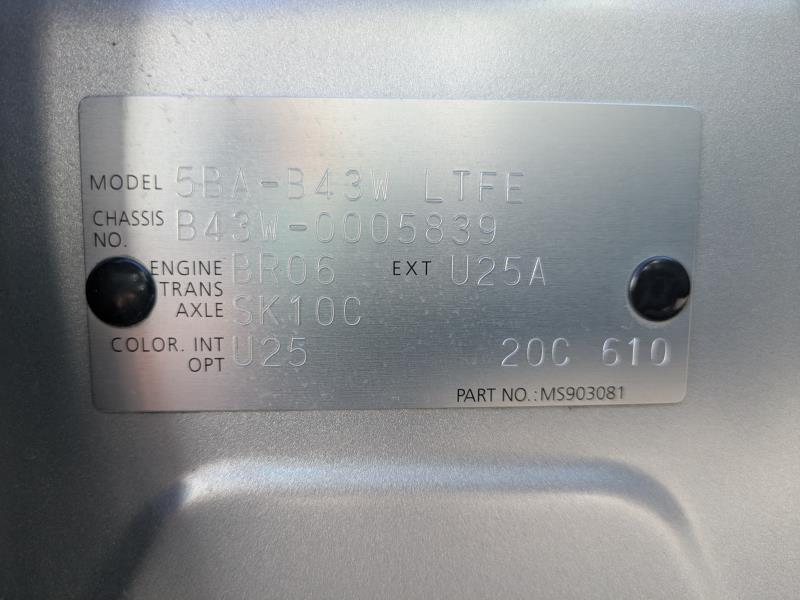 MODEL 5BA-B43W LTFE
CHASSIS NO. B43W-0005839
ENGINE BR06 EXT U25A
TRANS AXLE SK10C
COLOR. INT U25 20C 610
OPT
PART NO.:MS903081